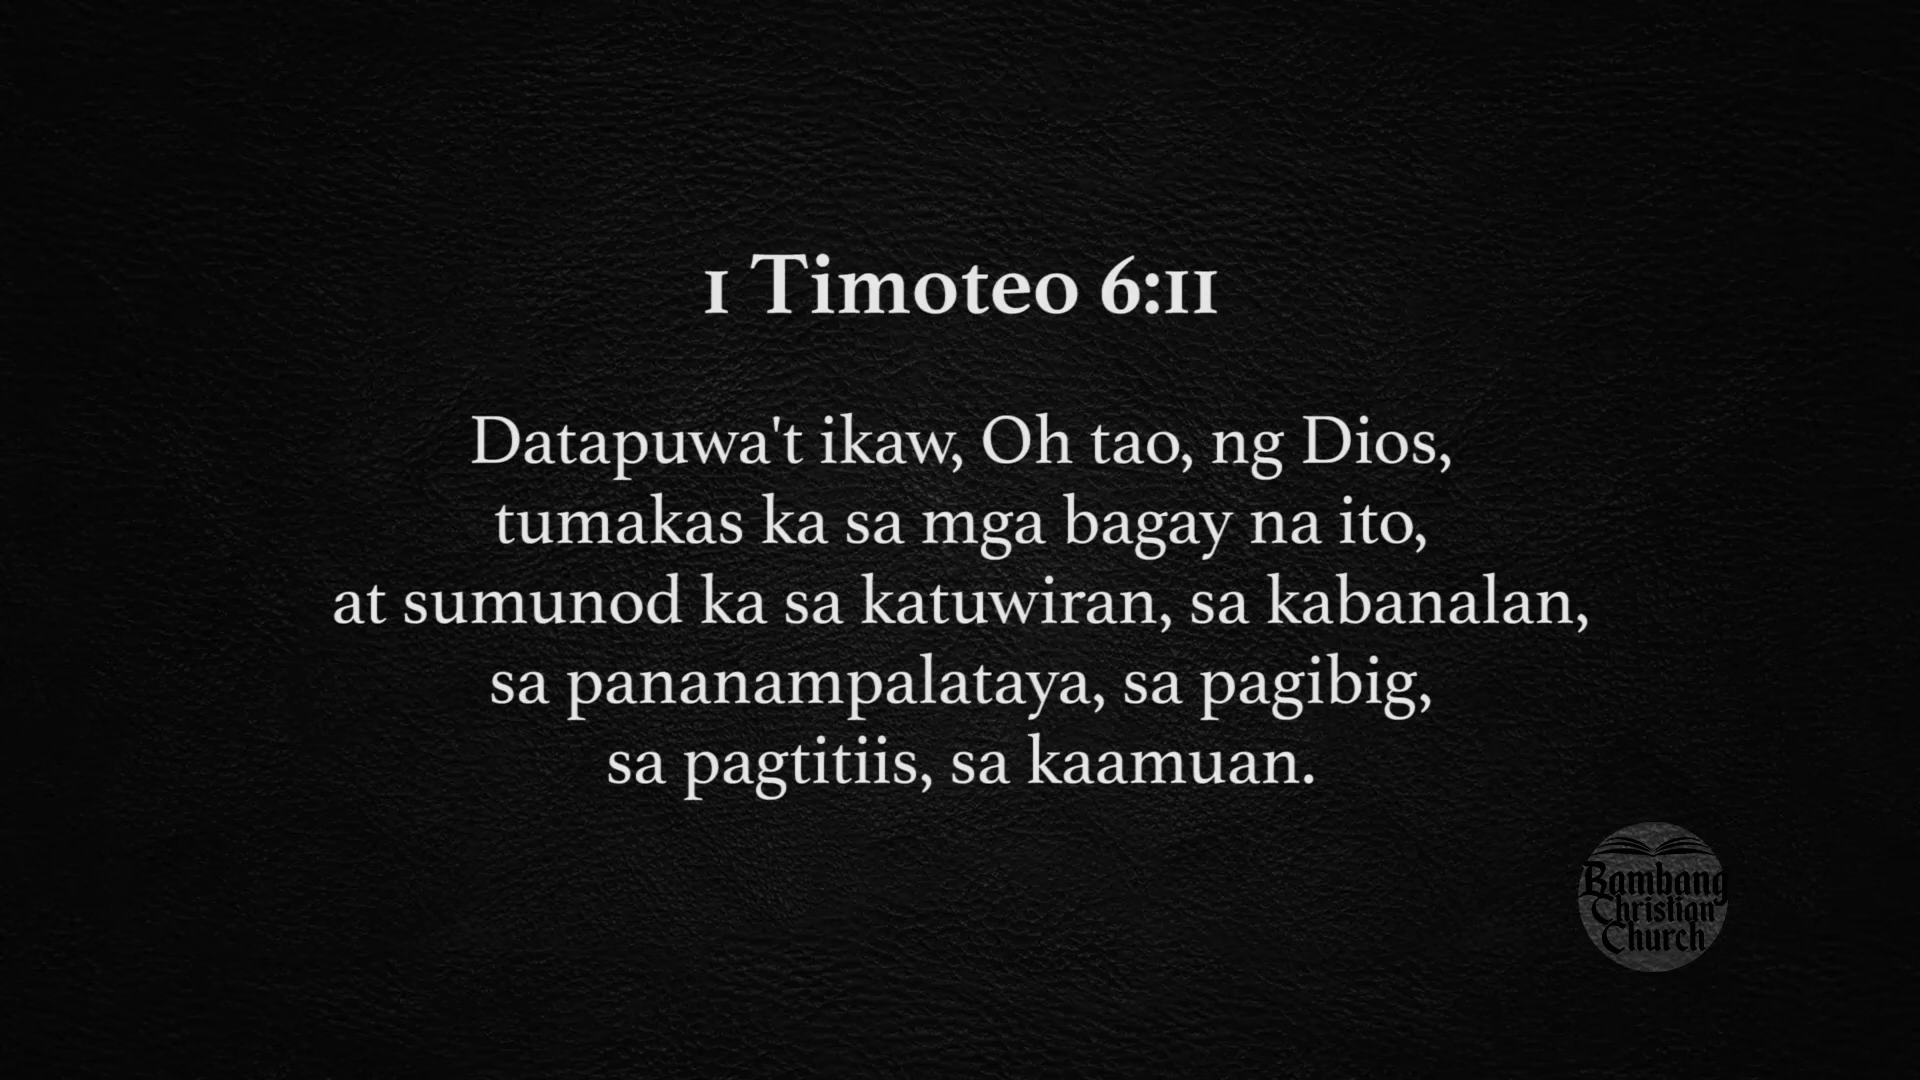 1 Timoteo 6:11
Datapuwa't ikaw, Oh tao, ng Dios,
tumakas ka sa mga bagay na ito,
at sumunod ka sa katuwiran, sa kabanalan,
sa pananampalataya, sa pagibig,
sa pagtitiis, sa kaamuan.
Bambang
Christian
Church